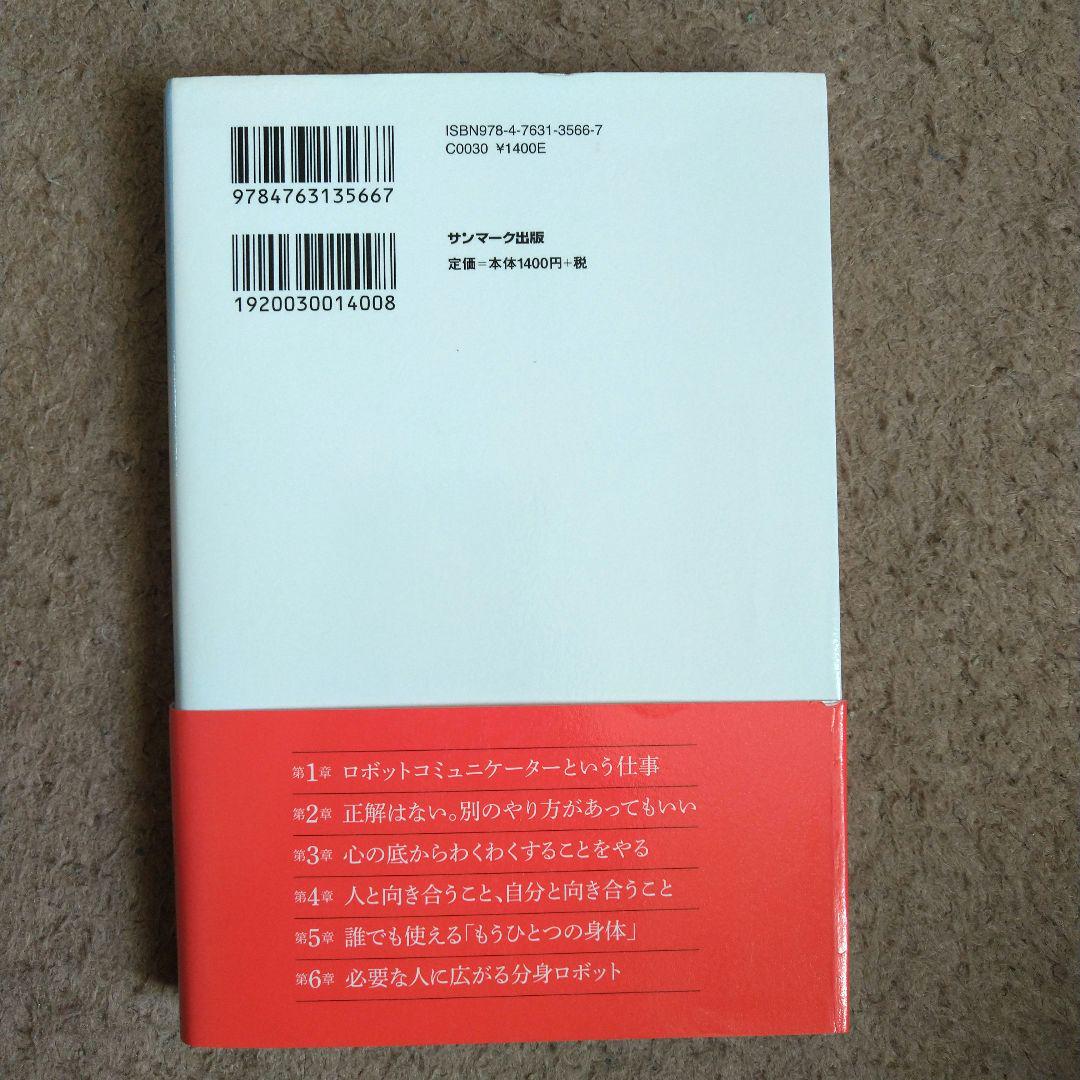 ISBN978-4-7631-3566-7
C0030 ¥1400E
9784763135667
サンマーク出版
定価=本体1400円+税
1920030014008
第1章 ロボットコミュニケーターという仕事
第2章 正解はない。別のやり方があってもいい
第3章 心の底からわくわくすることをやる
第4章 人と向き合うこと、自分と向き合うこと
第5章 誰でも使える「もうひとつの身体」
第6章 必要な人に広がる分身ロボット